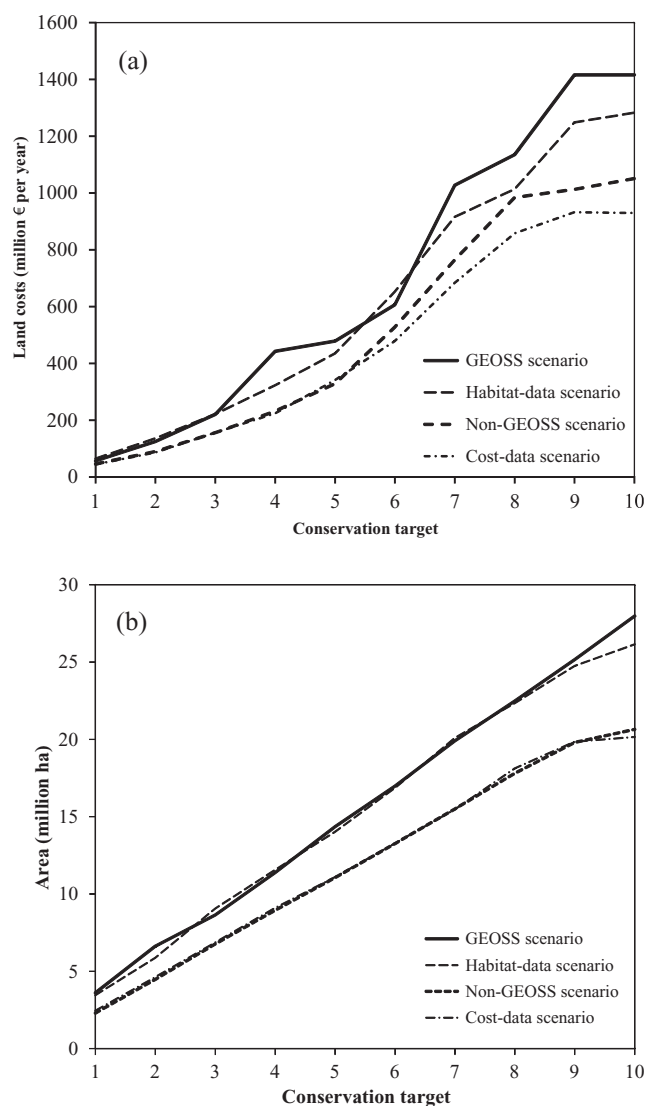 1600
(a)
1400
1200
1000
800
600
400
200
0
Land costs (million € per year)
GEOSS scenario
Habitat-data scenario
Non-GEOSS scenario
Cost-data scenario
1 2 3 4 5 6 7 8 9 10
Conservation target
30
(b)
25
20
15
10
5
0
Area (million ha)
GEOSS scenario
Habitat-data scenario
Non-GEOSS scenario
Cost-data scenario
1 2 3 4 5 6 7 8 9 10
Conservation target